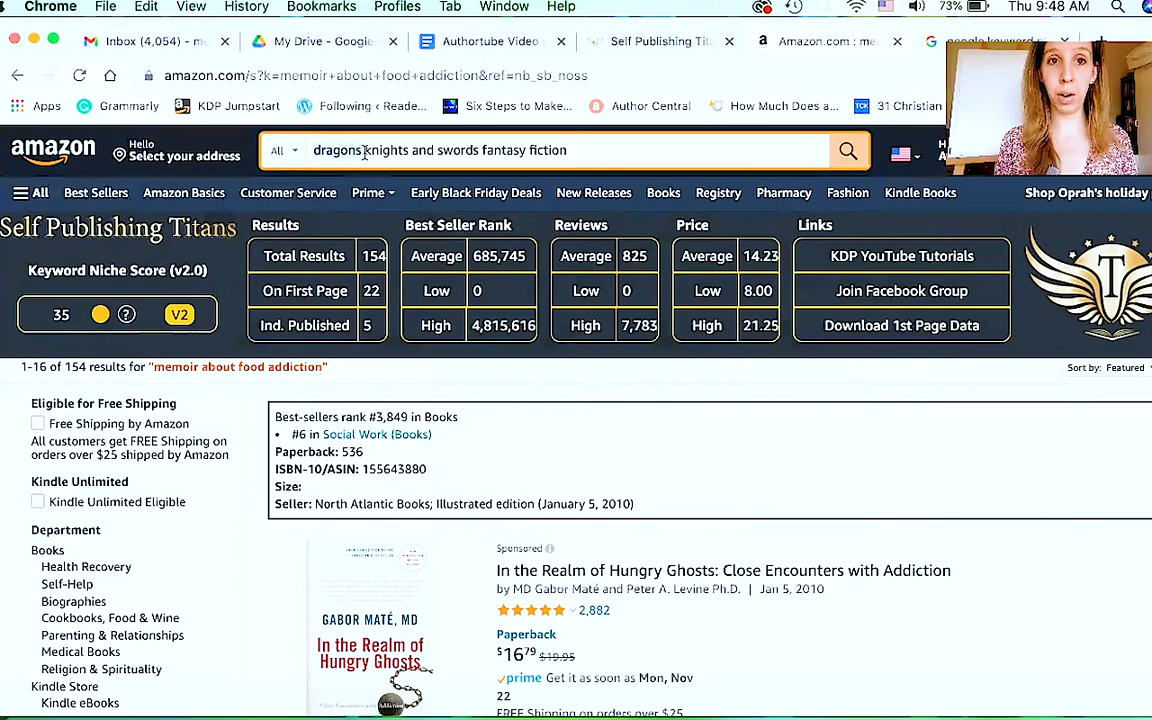 Chrome File Edit View History Bookmarks Profiles Tab Window Help 73% Thu 9:48 AM
Inbox (4,054) - m My Drive - Google Authortube Video Self Publishing Tit Amazon.com : me
amazon.com/s?k=memoir+about+food+addiction&ref=nb_sb_noss
Apps Grammarly KDP Jumpstart Following ‹ Reade... Six Steps to Make... Author Central How Much Does a... 31 Christian
amazon Hello
Select your address All dragons knights and swords fantasy fiction
All Best Sellers Amazon Basics Customer Service Prime Early Black Friday Deals New Releases Books Registry Pharmacy Fashion Kindle Books Shop Oprah's holiday
Self Publishing Titans Results Best Seller Rank Reviews Price Links
Total Results 154 Average 685,745 Average 825 Average 14.23 KDP YouTube Tutorials
Keyword Niche Score (v2.0)
On First Page 22 Low 0 Low 0 Low 8.00 Join Facebook Group
35 ? V2
Ind. Published 5 High 4,815,616 High 7,783 High 21.25 Download 1st Page Data
T
1-16 of 154 results for "memoir about food addiction" Sort by: Featured
Eligible for Free Shipping
Free Shipping by Amazon
All customers get FREE Shipping on
orders over $25 shipped by Amazon
Kindle Unlimited
Kindle Unlimited Eligible
Department
Books
Health Recovery
Self-Help
Biographies
Cookbooks, Food & Wine
Parenting & Relationships
Medical Books
Religion & Spirituality
Kindle Store
Kindle eBooks
Best-sellers rank #3,849 in Books
• #6 in Social Work (Books)
Paperback: 536
ISBN-10/ASIN: 155643880
Size:
Seller: North Atlantic Books; Illustrated edition (January 5, 2010)
GABOR MATÉ, MD
In the Realm of
Hungry Ghosts
Sponsored
In the Realm of Hungry Ghosts: Close Encounters with Addiction
by MD Gabor Maté and Peter A. Levine Ph.D. | Jan 5, 2010
2,882
Paperback
$16.79 $19.95
prime Get it as soon as Mon, Nov
22
FREE Shipping on orders over $25